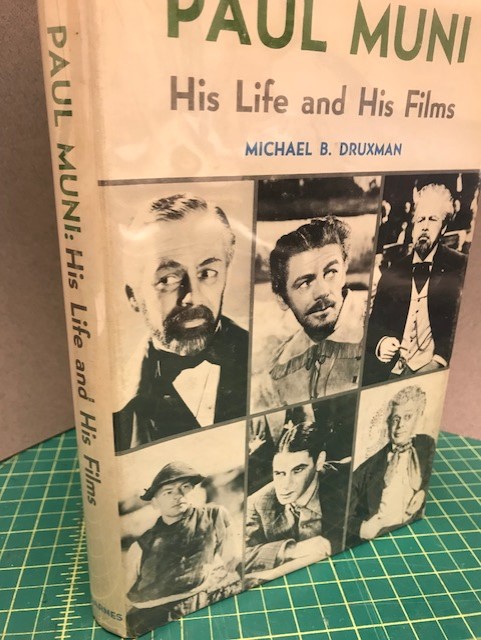 PAUL MUNI
His Life and His Films
MICHAEL B. DRUXMAN
PAUL MUNI: His Life and His Films